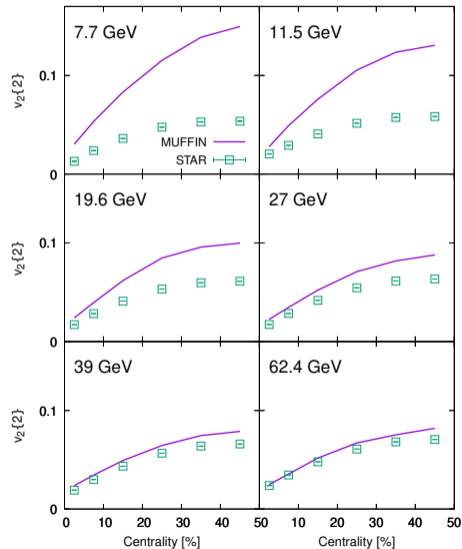 7.7 GeV
11.5 GeV
v₂{2}
0.1
MUFFIN
STAR
0
19.6 GeV
27 GeV
v₂{2}
0.1
0
39 GeV
62.4 GeV
v₂{2}
0.1
0
0 10 20 30 40 50 10 20 30 40 50
Centrality [%] Centrality [%]